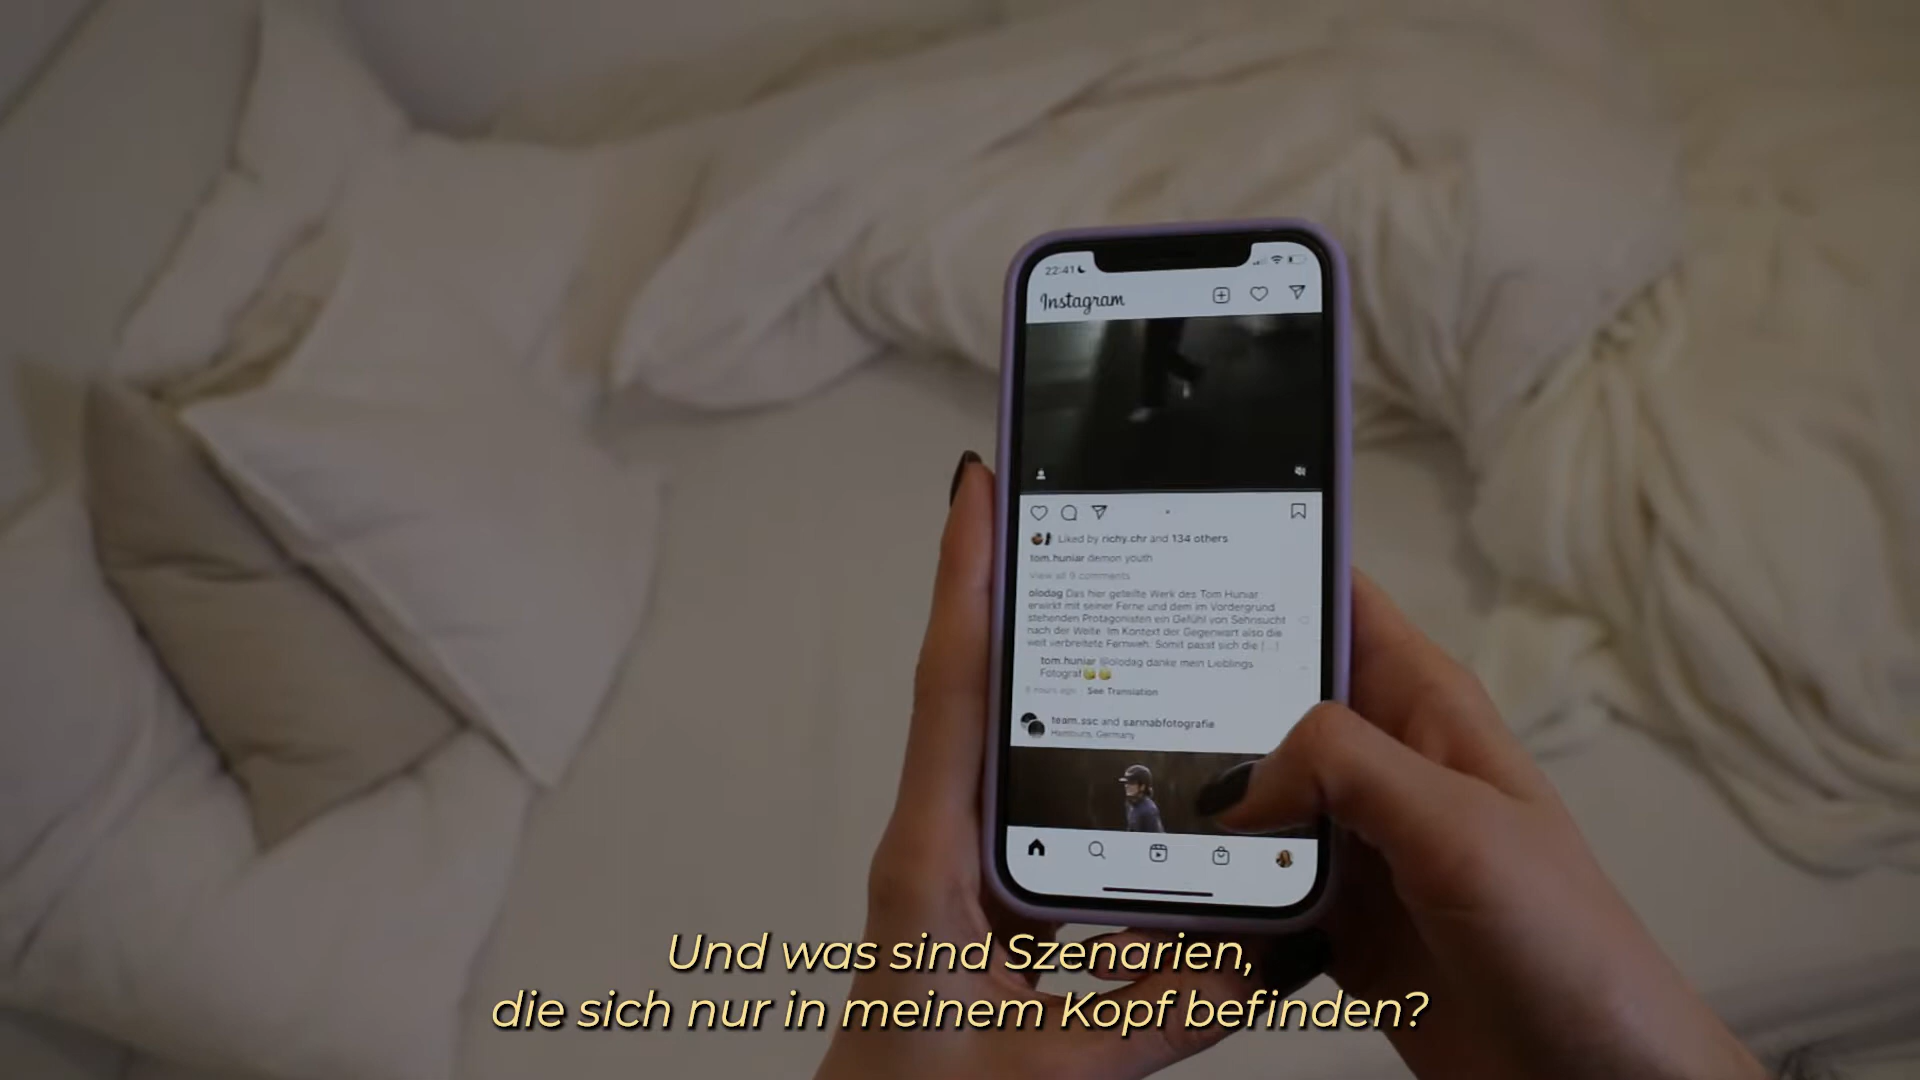 22:41
Instagram
Liked by richy.chr and 134 others
tom.huniar demon youth
View all 9 comments
olodag Das hier geteilte Werk des Tom Huniar
erwirkt mit seiner Ferne und dem im Vordergrund
stehenden Protagonisten ein Gefühl von Sehnsucht
nach der Weite. Im Kontext der Gegenwart also die
weit verbreitete Fernweh. Somit passt sich die [...]
tom.huniar @olodag danke mein Lieblings
Fotograf
hours ago · See Translation
team.ssc and sannabfotografie
Germany
Und was sind Szenarien,
die sich nur in meinem Kopf befinden?